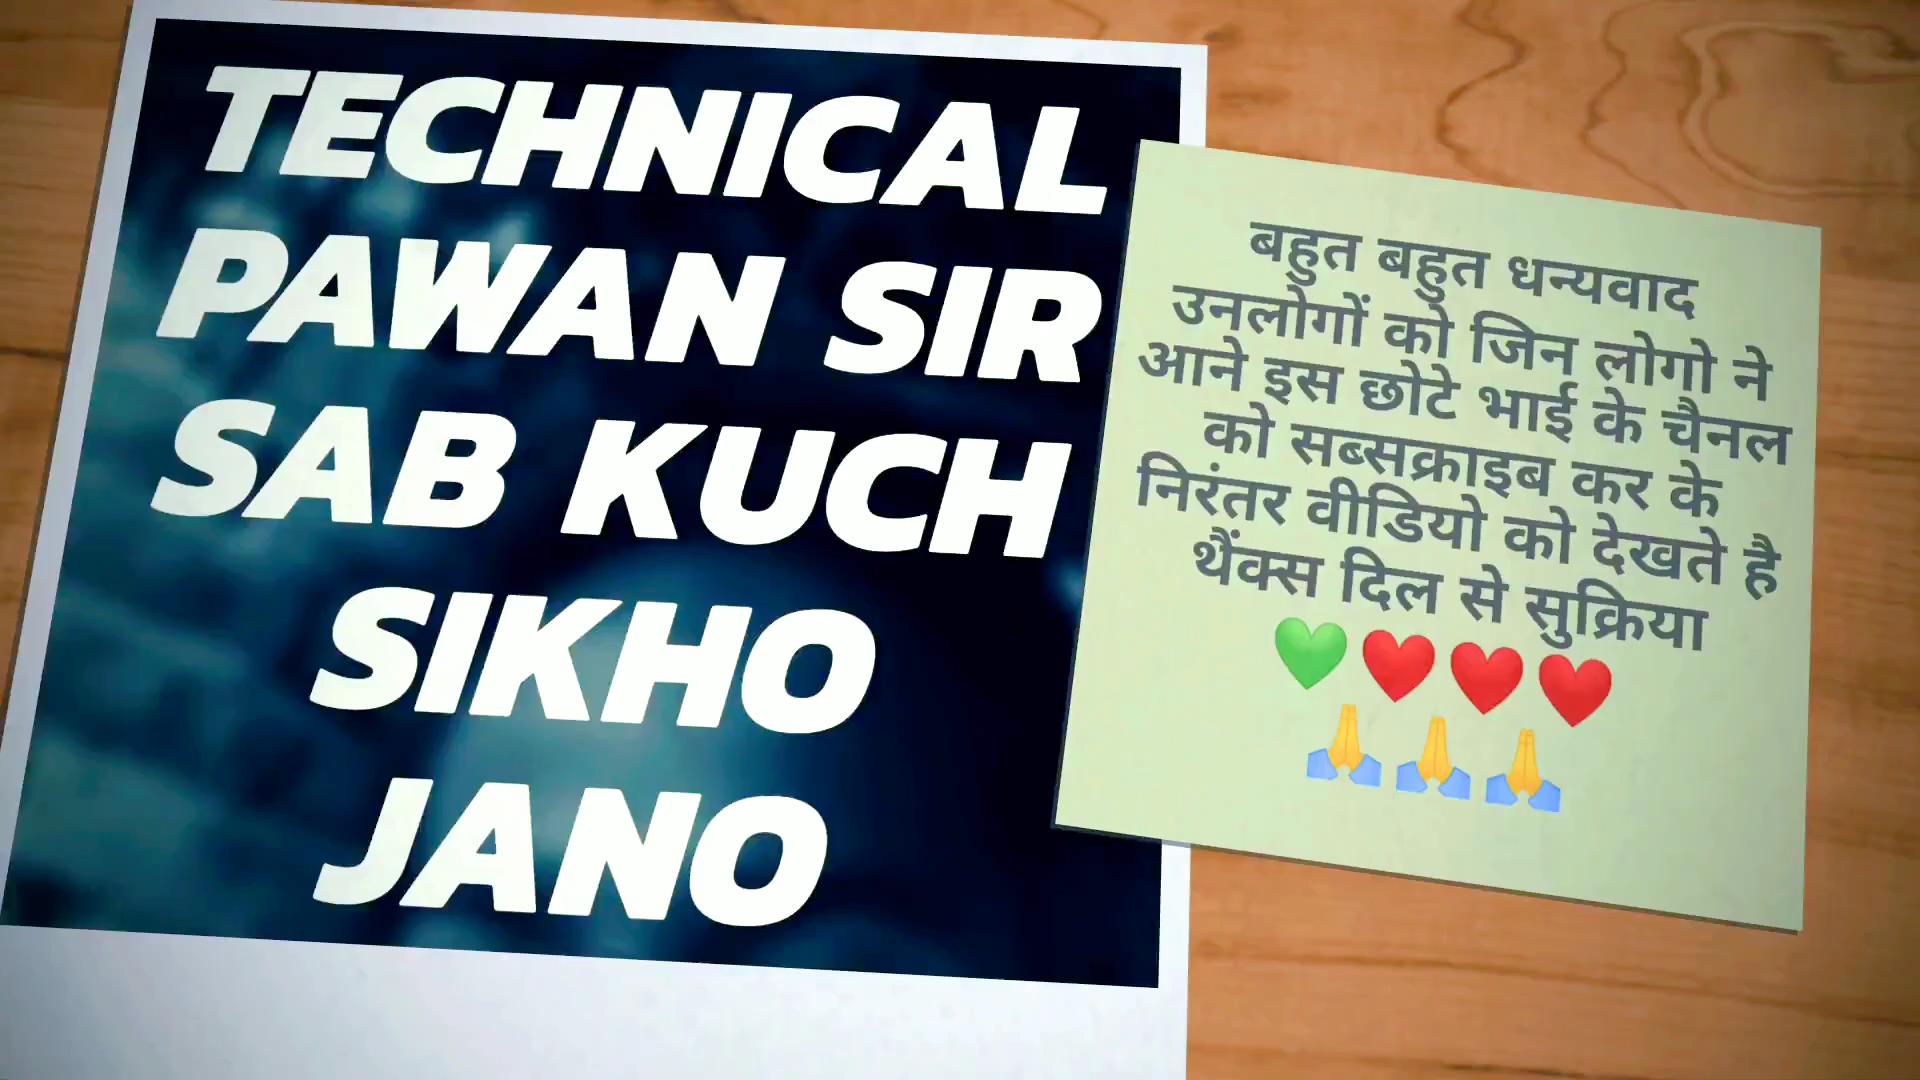 TECHNICAL
PAWAN SIR
SAB KUCH
SIKHO
JANO
बहुत बहुत धन्यवाद
उनलोगों को जिन लोगो ने
आने इस छोटे भाई के चैनल
को सब्सक्राइब कर के
निरंतर वीडियो को देखते है
थैंक्स दिल से सुक्रिया
💚❤️❤️❤️
🙏🙏🙏